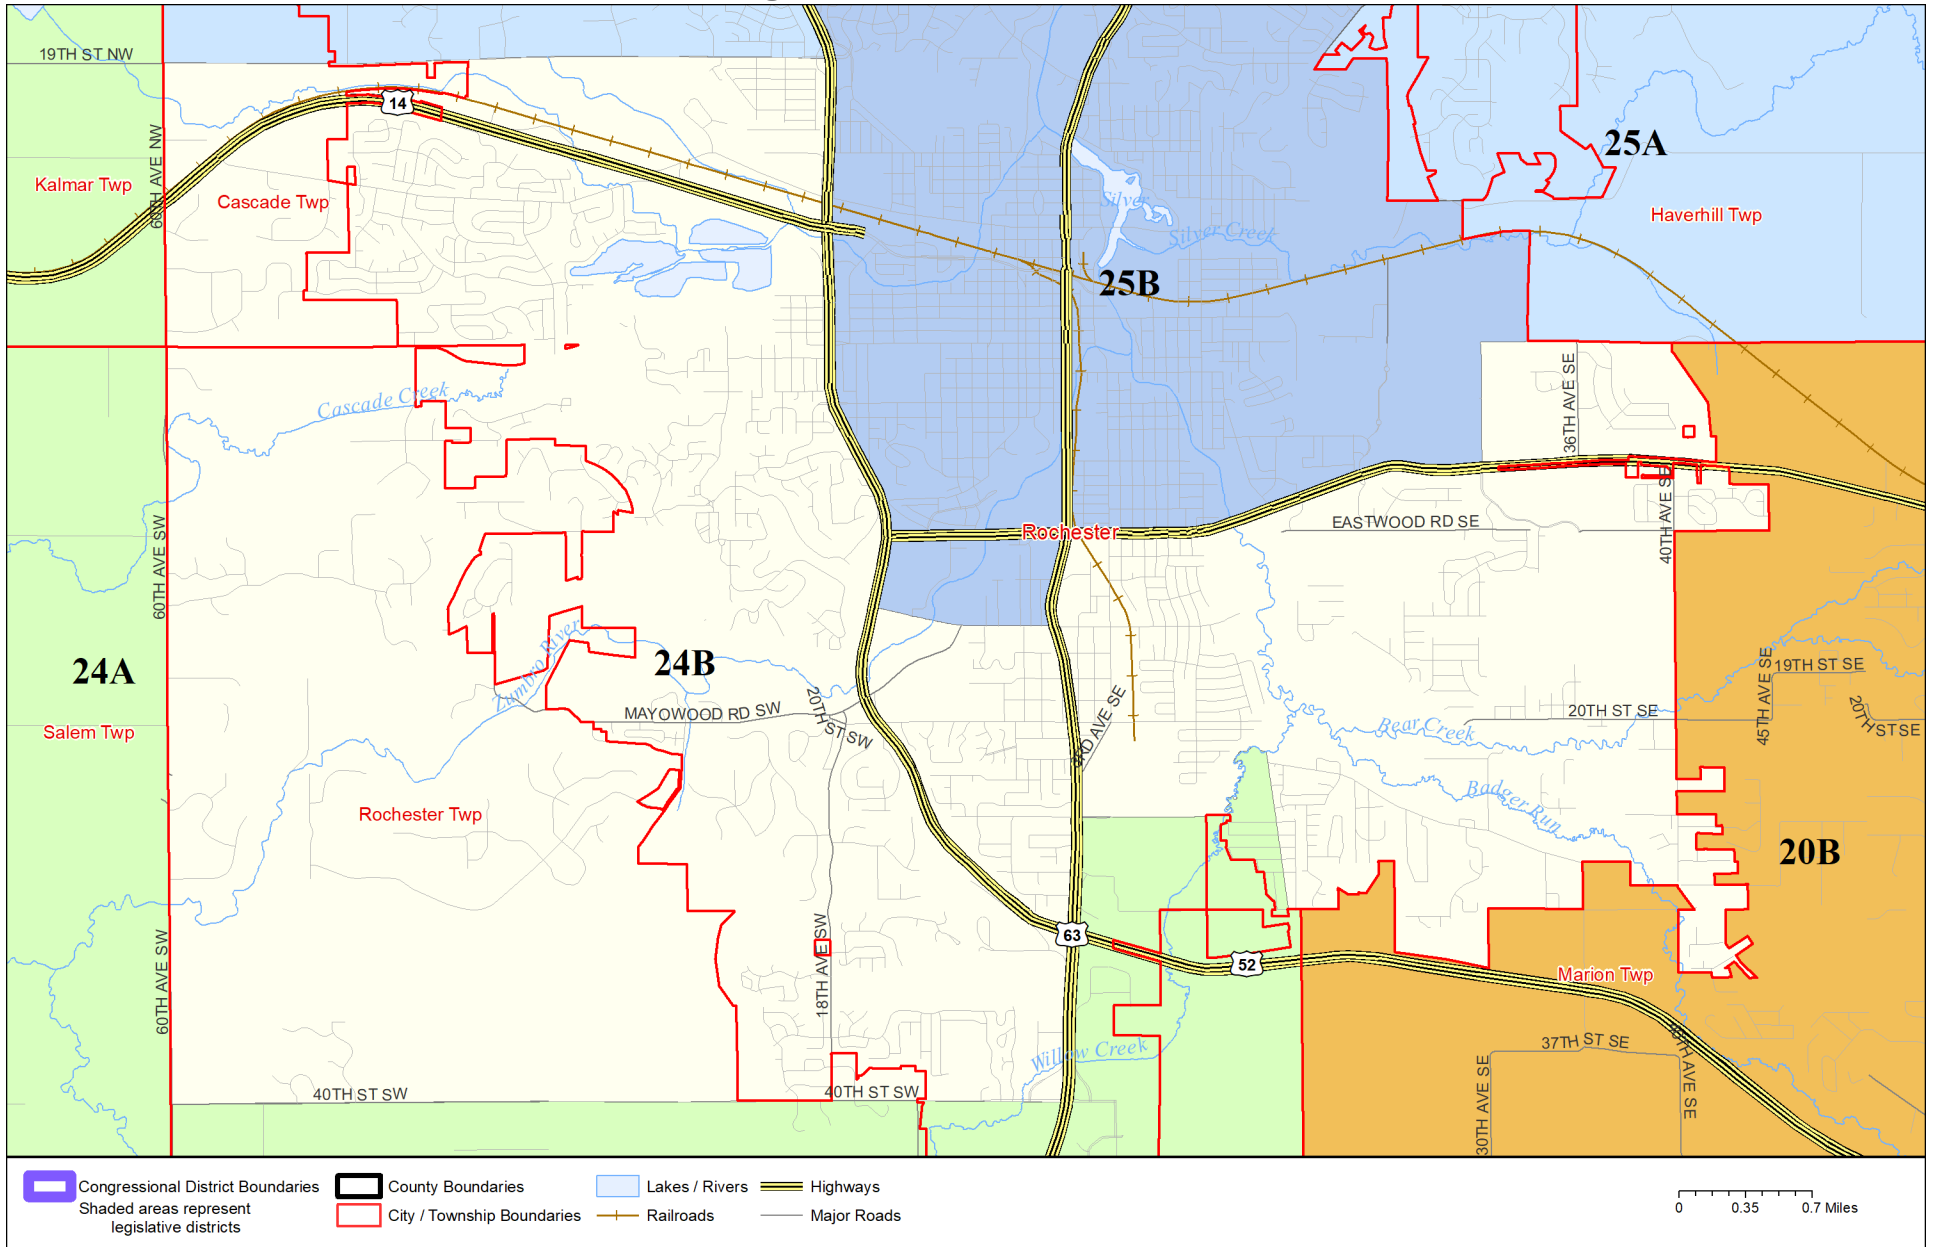 19TH ST NW
14
60TH AVE NW
Kalmar Twp
Cascade Twp
25A
Haverhill Twp
Silver
Silver Creek
25B
Cascade Creek
36TH AVE SE
60TH AVE SW
Rochester
EASTWOOD RD SE
40TH AVE SE
24A
Zumbro River
24B
45TH AVE SE
19TH ST SE
Salem Twp
MAYOWOOD RD SW
20TH ST SW
3RD AVE SE
20TH ST SE
20TH ST SE
Bear Creek
Badger Run
Rochester Twp
20B
60TH AVE SW
18TH AVE SW
63
52
Marion Twp
Willow Creek
37TH ST SE
30TH AVE SE
40TH ST SW
40TH ST SW
Congressional District Boundaries
Shaded areas represent
legislative districts
County Boundaries
City / Township Boundaries
Lakes / Rivers
Railroads
Highways
Major Roads
0 0.35 0.7 Miles